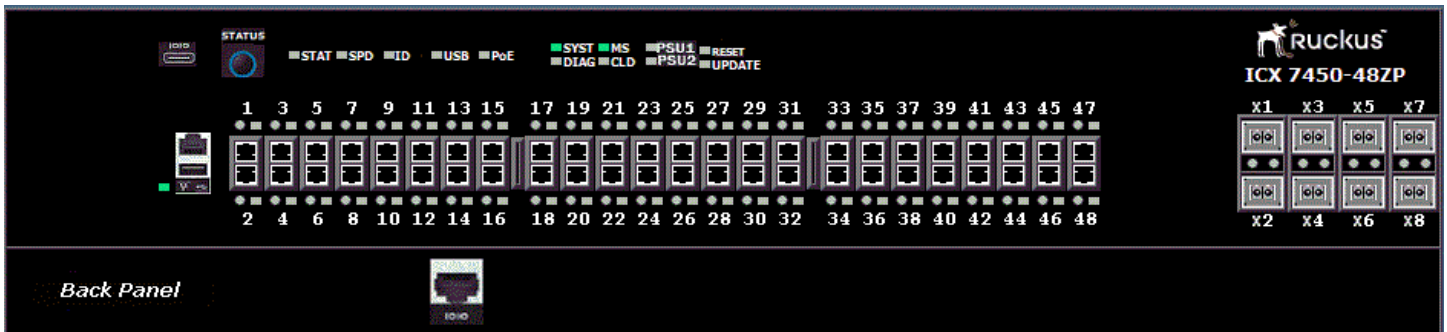 STATUS
IOIO
STAT SPD ID USB PoE
SYST MS PSU1 RESET
DIAG CLD PSU2 UPDATE
Ruckus
ICX 7450-48ZP
1 3 5 7 9 11 13 15 17 19 21 23 25 27 29 31 33 35 37 39 41 43 45 47
X1 X3 X5 X7
2 4 6 8 10 12 14 16 18 20 22 24 26 28 30 32 34 36 38 40 42 44 46 48
X2 X4 X6 X8
Back Panel
IOIO